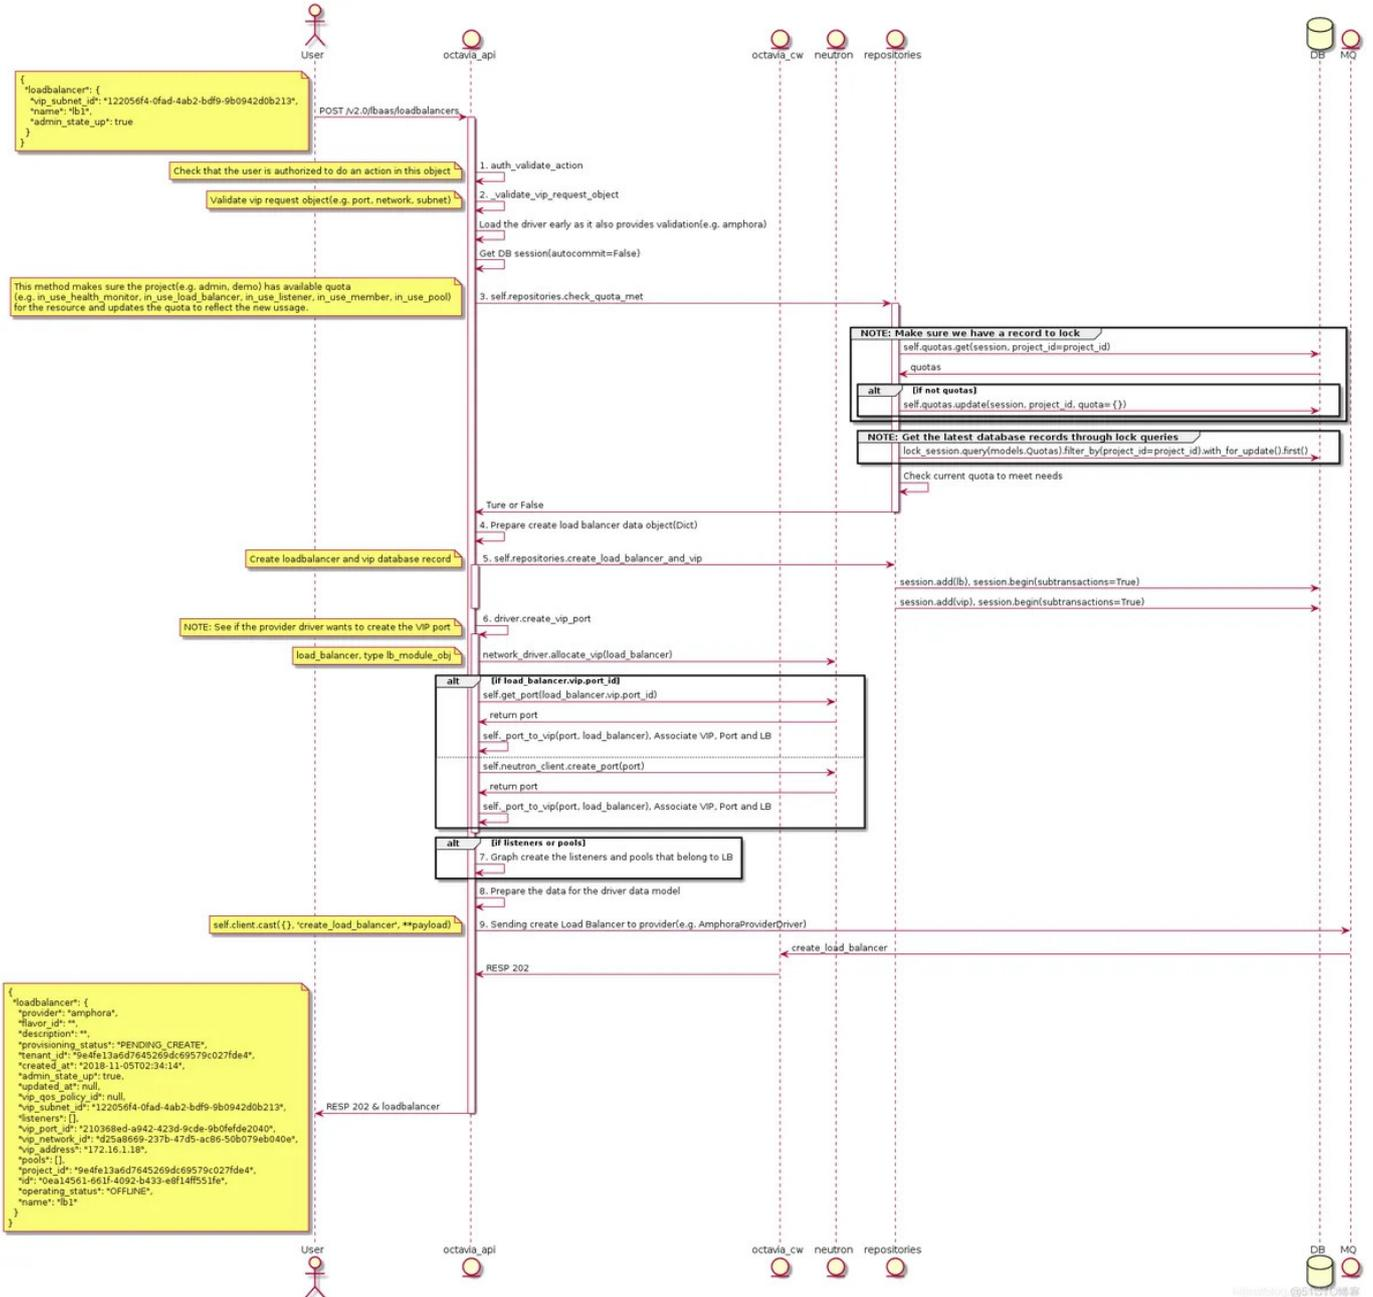 User
octavia_api
octavia_cw
neutron
repositories
DB
MQ
{
"loadbalancer": {
"vip_subnet_id": "122056f4-0fad-4ab2-bdf9-9b0942d0b213",
"name": "lb1",
"admin_state_up": true
}
}
POST /v2.0/lbaas/loadbalancers
Check that the user is authorized to do an action in this object
1. auth_validate_action
Validate vip request object(e.g. port, network, subnet)
2. _validate_vip_request_object
Load the driver early as it also provides validation(e.g. amphora)
Get DB session(autocommit=False)
This method makes sure the project(e.g. admin, demo) has available quota
(e.g. in_use_health_monitor, in_use_load_balancer, in_use_listener, in_use_member, in_use_pool)
for the resource and updates the quota to reflect the new ussage.
3. self.repositories.check_quota_met
NOTE: Make sure we have a record to lock
self.quotas.get(session, project_id=project_id)
quotas
alt [if not quotas]
self.quotas.update(session, project_id, quota= {})
NOTE: Get the latest database records through lock queries
lock_session.query(models.Quotas).filter_by(project_id=project_id).with_for_update().first()
Check current quota to meet needs
Ture or False
4. Prepare create load balancer data object(Dict)
Create loadbalancer and vip database record
5. self.repositories.create_load_balancer_and_vip
session.add(lb), session.begin(subtransactions=True)
session.add(vip), session.begin(subtransactions=True)
NOTE: See if the provider driver wants to create the VIP port
6. driver.create_vip_port
load_balancer, type lb_module_obj
network_driver.allocate_vip(load_balancer)
alt [if load_balancer.vip.port_id]
self.get_port(load_balancer.vip.port_id)
return port
self._port_to_vip(port, load_balancer), Associate VIP, Port and LB
self.neutron_client.create_port(port)
return port
self._port_to_vip(port, load_balancer), Associate VIP, Port and LB
alt [if listeners or pools]
7. Graph create the listeners and pools that belong to LB
8. Prepare the data for the driver data model
self.client.cast({}, 'create_load_balancer', **payload)
9. Sending create Load Balancer to provider(e.g. AmphoraProviderDriver)
create_load_balancer
RESP 202
{
"loadbalancer": {
"provider": "amphora",
"flavor_id": "",
"description": "",
"provisioning_status": "PENDING_CREATE",
"tenant_id": "9e4fe13a6d7645269dc69579c027fde4",
"created_at": "2018-11-05T02:34:14",
"admin_state_up": true,
"updated_at": null,
"vip_qos_policy_id": null,
"vip_subnet_id": "122056f4-0fad-4ab2-bdf9-9b0942d0b213",
"listeners": [],
"vip_port_id": "210368ed-a942-423d-9cde-9b0fefde2040",
"vip_network_id": "d25a8669-237b-47d5-ac86-50b079eb040e",
"vip_address": "172.16.1.18",
"pools": [],
"project_id": "9e4fe13a6d7645269dc69579c027fde4",
"id": "0ea14561-661f-4092-b433-e8f14ff551fe",
"operating_status": "OFFLINE",
"name": "lb1"
}
}
RESP 202 & loadbalancer
User
octavia_api
octavia_cw
neutron
repositories
DB
MQ
@51CTO博客